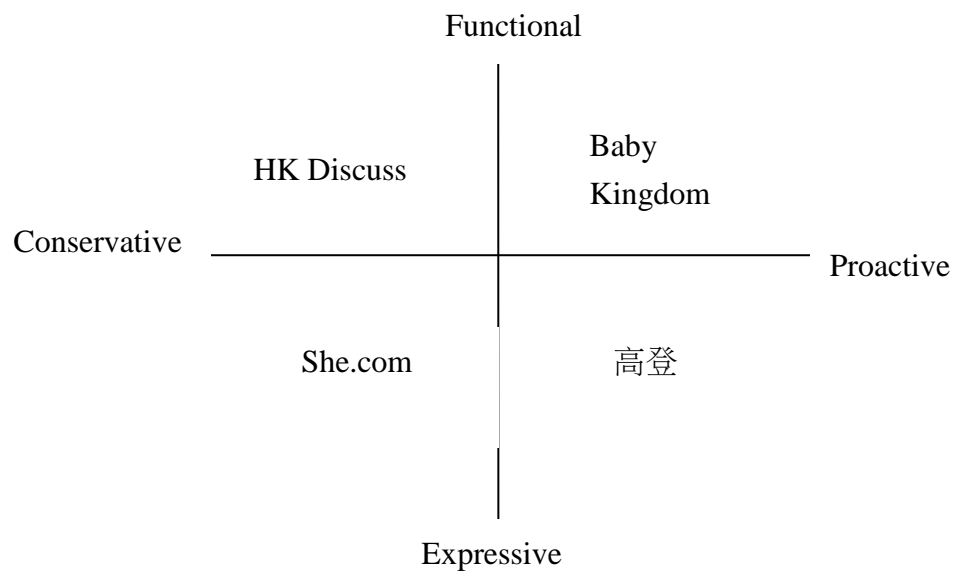 Functional
HK Discuss
Baby
Kingdom
Conservative
Proactive
She.com
高登
Expressive